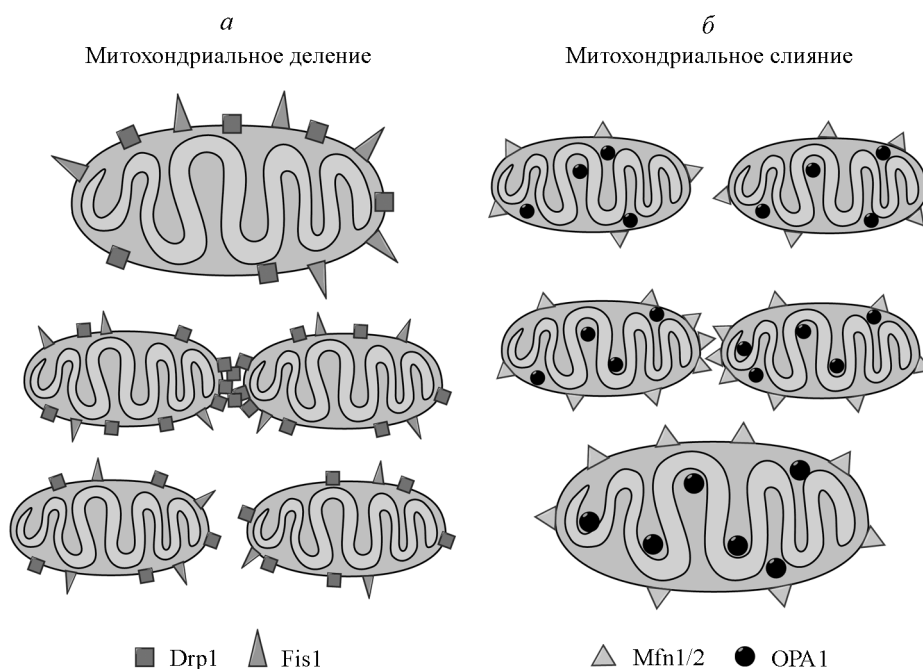 а
Митохондриальное деление
б
Митохондриальное слияние
Drp1
Fis1
Mfn1/2
OPA1